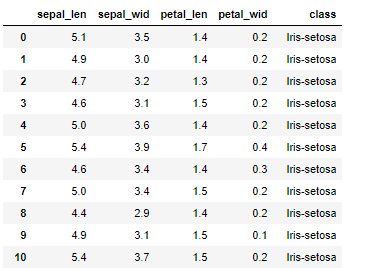 sepal_len sepal_wid petal_len petal_wid class
0 5.1 3.5 1.4 0.2 Iris-setosa
1 4.9 3.0 1.4 0.2 Iris-setosa
2 4.7 3.2 1.3 0.2 Iris-setosa
3 4.6 3.1 1.5 0.2 Iris-setosa
4 5.0 3.6 1.4 0.2 Iris-setosa
5 5.4 3.9 1.7 0.4 Iris-setosa
6 4.6 3.4 1.4 0.3 Iris-setosa
7 5.0 3.4 1.5 0.2 Iris-setosa
8 4.4 2.9 1.4 0.2 Iris-setosa
9 4.9 3.1 1.5 0.1 Iris-setosa
10 5.4 3.7 1.5 0.2 Iris-setosa